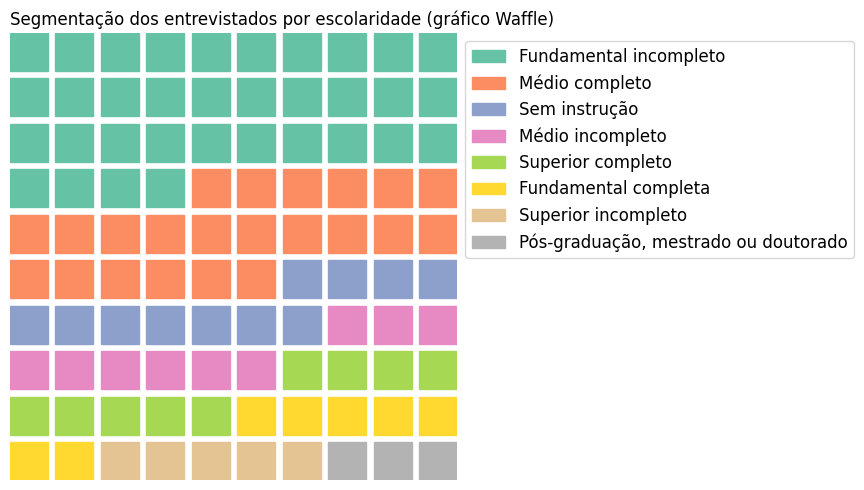 Segmentação dos entrevistados por escolaridade (gráfico Waffle)
Fundamental incompleto
Médio completo
Sem instrução
Médio incompleto
Superior completo
Fundamental completa
Superior incompleto
Pós-graduação, mestrado ou doutorado